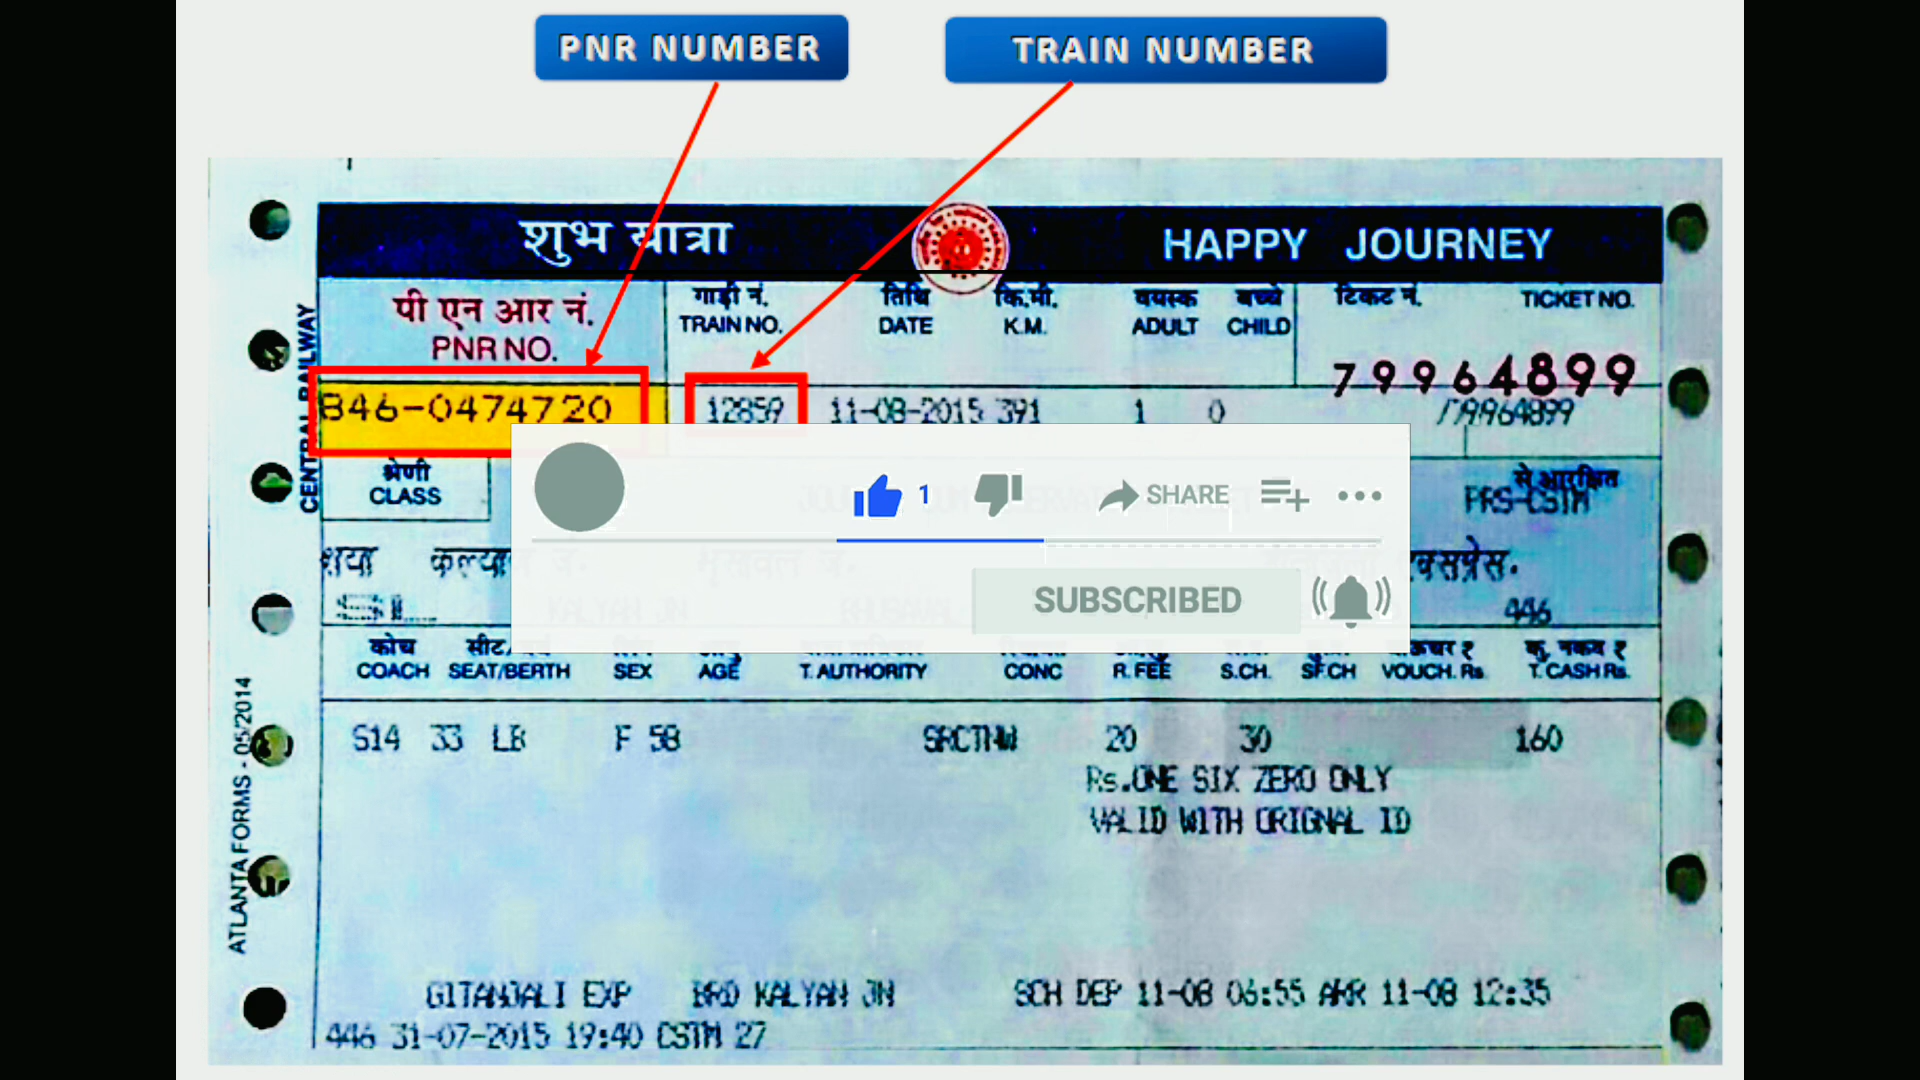 PNR NUMBER TRAIN NUMBER
शुभ यात्रा HAPPY JOURNEY
पी एन आर नं. गाड़ी नं. तिथि कि.मी. वयस्क बच्चे टिकट नं. TICKET NO.
PNR NO. TRAIN NO. DATE K.M. ADULT CHILD
79964899
846-0474720 12859 11-08-2015 391 1 0 79964899
CENTRAL RAILWAY
श्रेणी से आरक्षित
CLASS PRS-CSTM
1 SHARE
शया
SL 446
SUBSCRIBED
कोच
COACH SEAT/BERTH SEX AGE T. AUTHORITY CONC R. FEE S.CH. SF.CH VOUCH. Rs. T. CASH Rs.
S14 33 LB F 58 SRCTNW 20 30 160
Rs.ONE SIX ZERO ONLY
VALID WITH ORIGNAL ID
ATLANTA FORMS - 05/2014
GITANJALI EXP BRD KALYAN JN SCH DEP 11-08 06:55 ARR 11-08 12:35
446 31-07-2015 19:40 CSTM 27